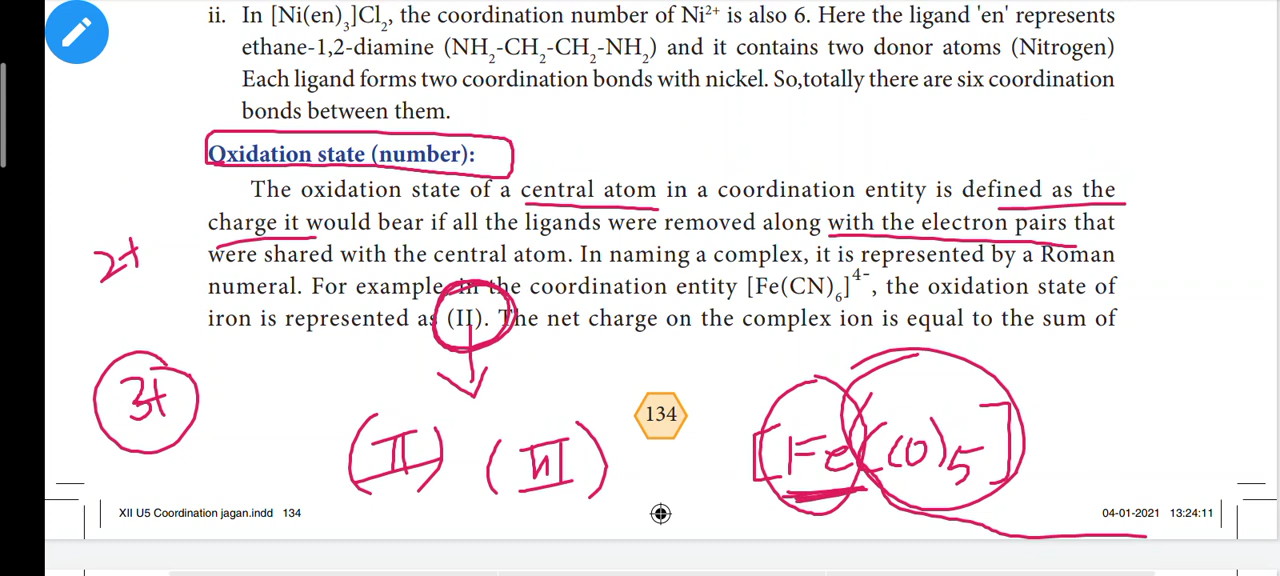 ii. In [Ni(en)₃]Cl₂, the coordination number of Ni²⁺ is also 6. Here the ligand 'en' represents
ethane-1,2-diamine (NH₂-CH₂-CH₂-NH₂) and it contains two donor atoms (Nitrogen)
Each ligand forms two coordination bonds with nickel. So,totally there are six coordination
bonds between them.
Oxidation state (number):
The oxidation state of a central atom in a coordination entity is defined as the
charge it would bear if all the ligands were removed along with the electron pairs that
were shared with the central atom. In naming a complex, it is represented by a Roman
2+
numeral. For example, in the coordination entity [Fe(CN)₆]⁴⁻, the oxidation state of
iron is represented as (II). The net charge on the complex ion is equal to the sum of
3+
134
(II) (VI) [Fe(CO)5]
XII U5 Coordination jagan.indd 134
04-01-2021 13:24:11